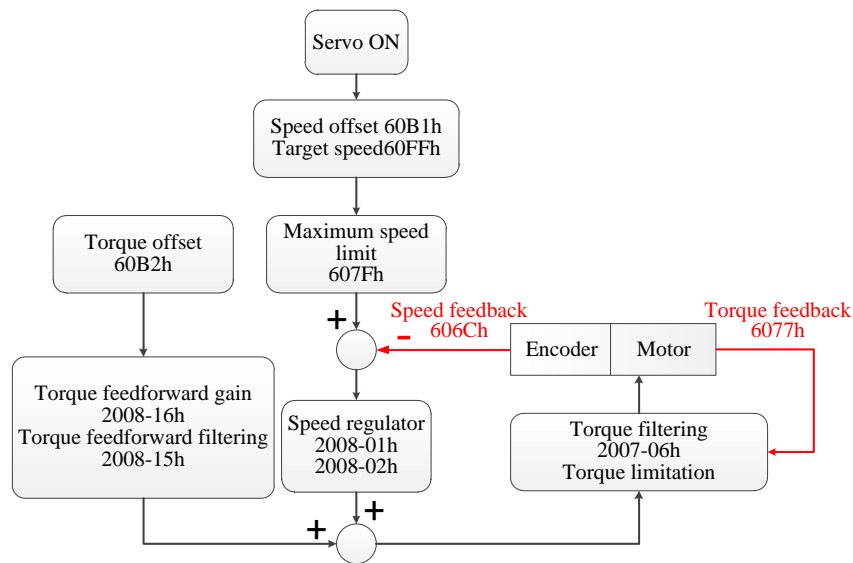 Servo ON
Speed offset 60B1h
Target speed60FFh
Torque offset
60B2h
Maximum speed
limit
607Fh
+
Speed feedback
606Ch
-
Torque feedback
6077h
Encoder
Motor
Torque feedforward gain
2008-16h
Torque feedforward filtering
2008-15h
Speed regulator
2008-01h
2008-02h
Torque filtering
2007-06h
Torque limitation
+
+